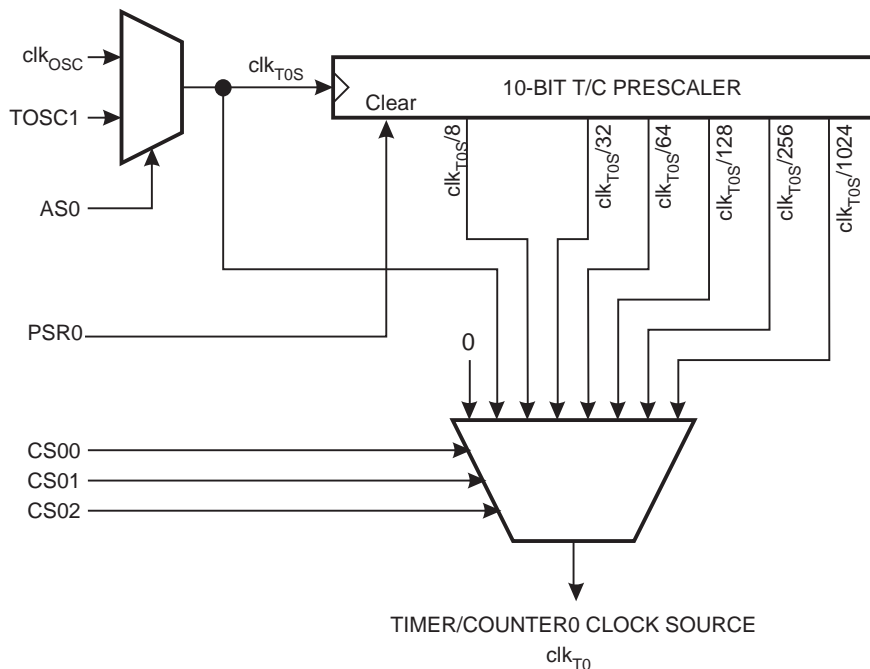 clkOSC
TOSC1
AS0
clkT0S
10-BIT T/C PRESCALER
Clear
clkT0S/8
clkT0S/32
clkT0S/64
clkT0S/128
clkT0S/256
clkT0S/1024
PSR0
0
CS00
CS01
CS02
TIMER/COUNTER0 CLOCK SOURCE
clkT0